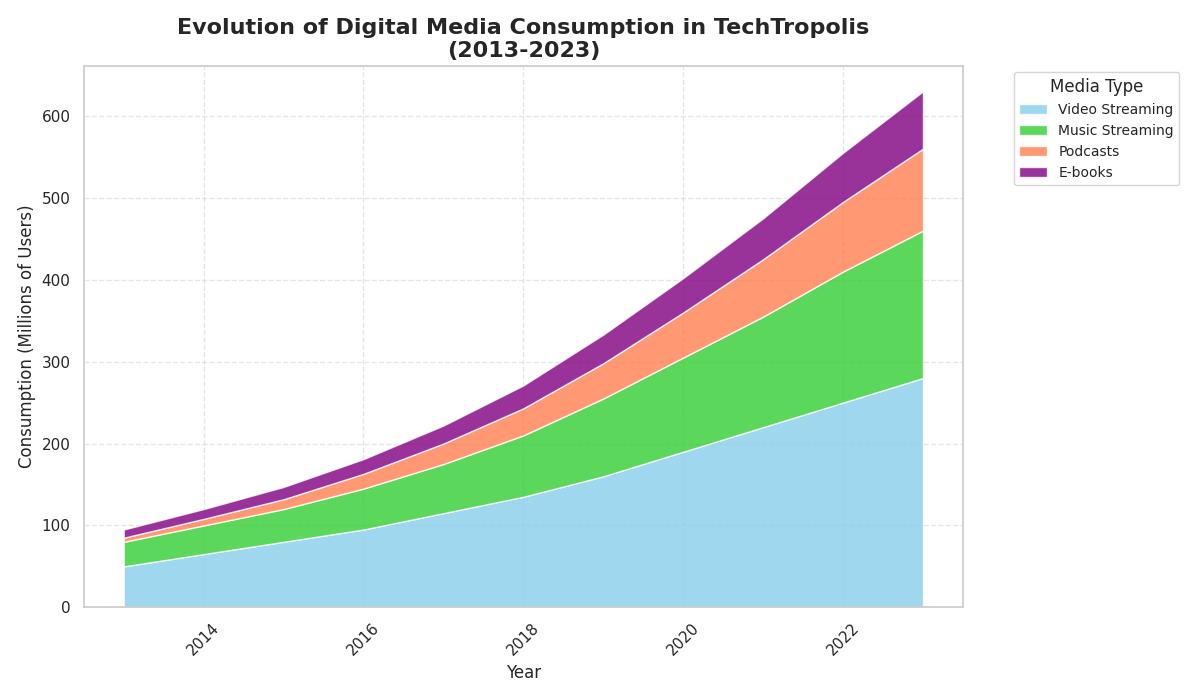 Evolution of Digital Media Consumption in TechTropolis
(2013-2023)
Media Type
Video Streaming
Music Streaming
Podcasts
E-books
Consumption (Millions of Users)
600
500
400
300
200
100
0
2014
2016
2018
2020
2022
Year